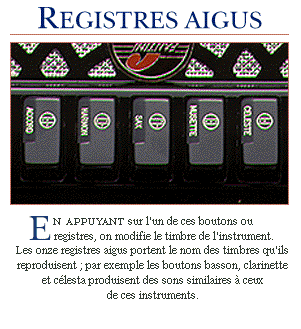 REGISTRES AIGUS
FANTINI
ACCORD
HARMON
SAX
MUSETTE
CELESTE
EN APPUYANT sur l'un de ces boutons ou
registres, on modifie le timbre de l'instrument.
Les onze registres aigus portent le nom des timbres qu'ils
reproduisent ; par exemple les boutons basson, clarinette
et célesta produisent des sons similaires à ceux
de ces instruments.